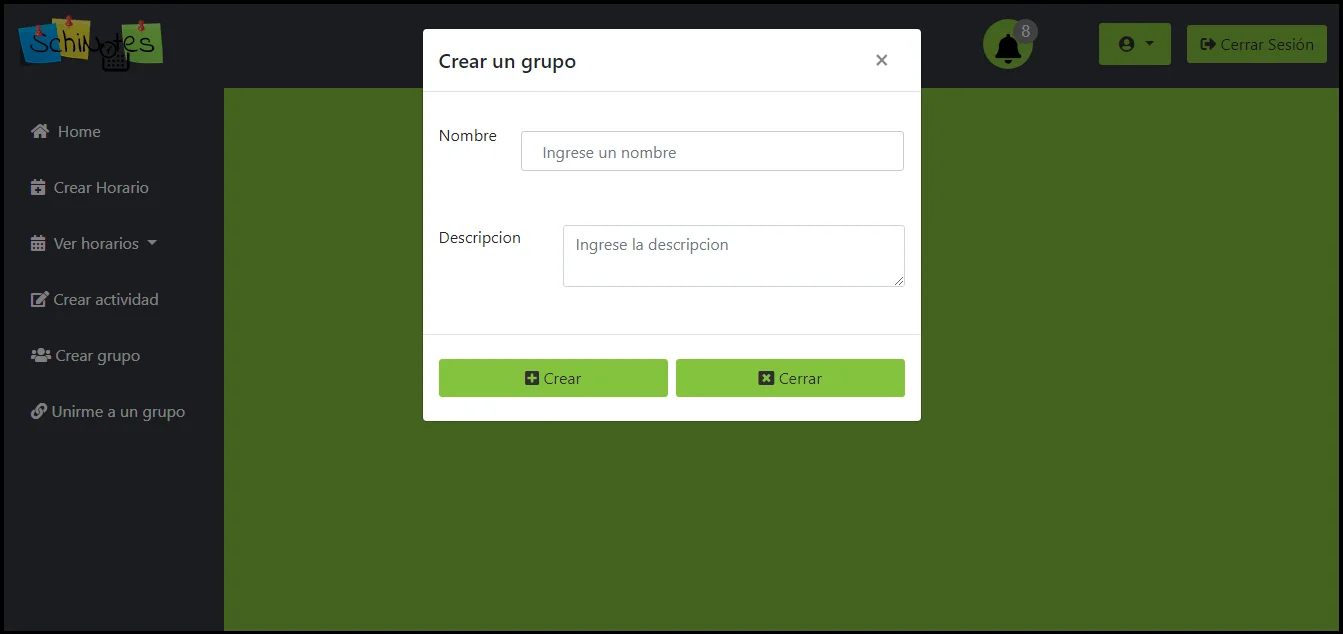 SchiNotes
8
Cerrar Sesión
Home
Crear Horario
Ver horarios
Crear actividad
Crear grupo
Unirme a un grupo
Crear un grupo
×
Nombre
Ingrese un nombre
Descripcion
Ingrese la descripcion
Crear
Cerrar